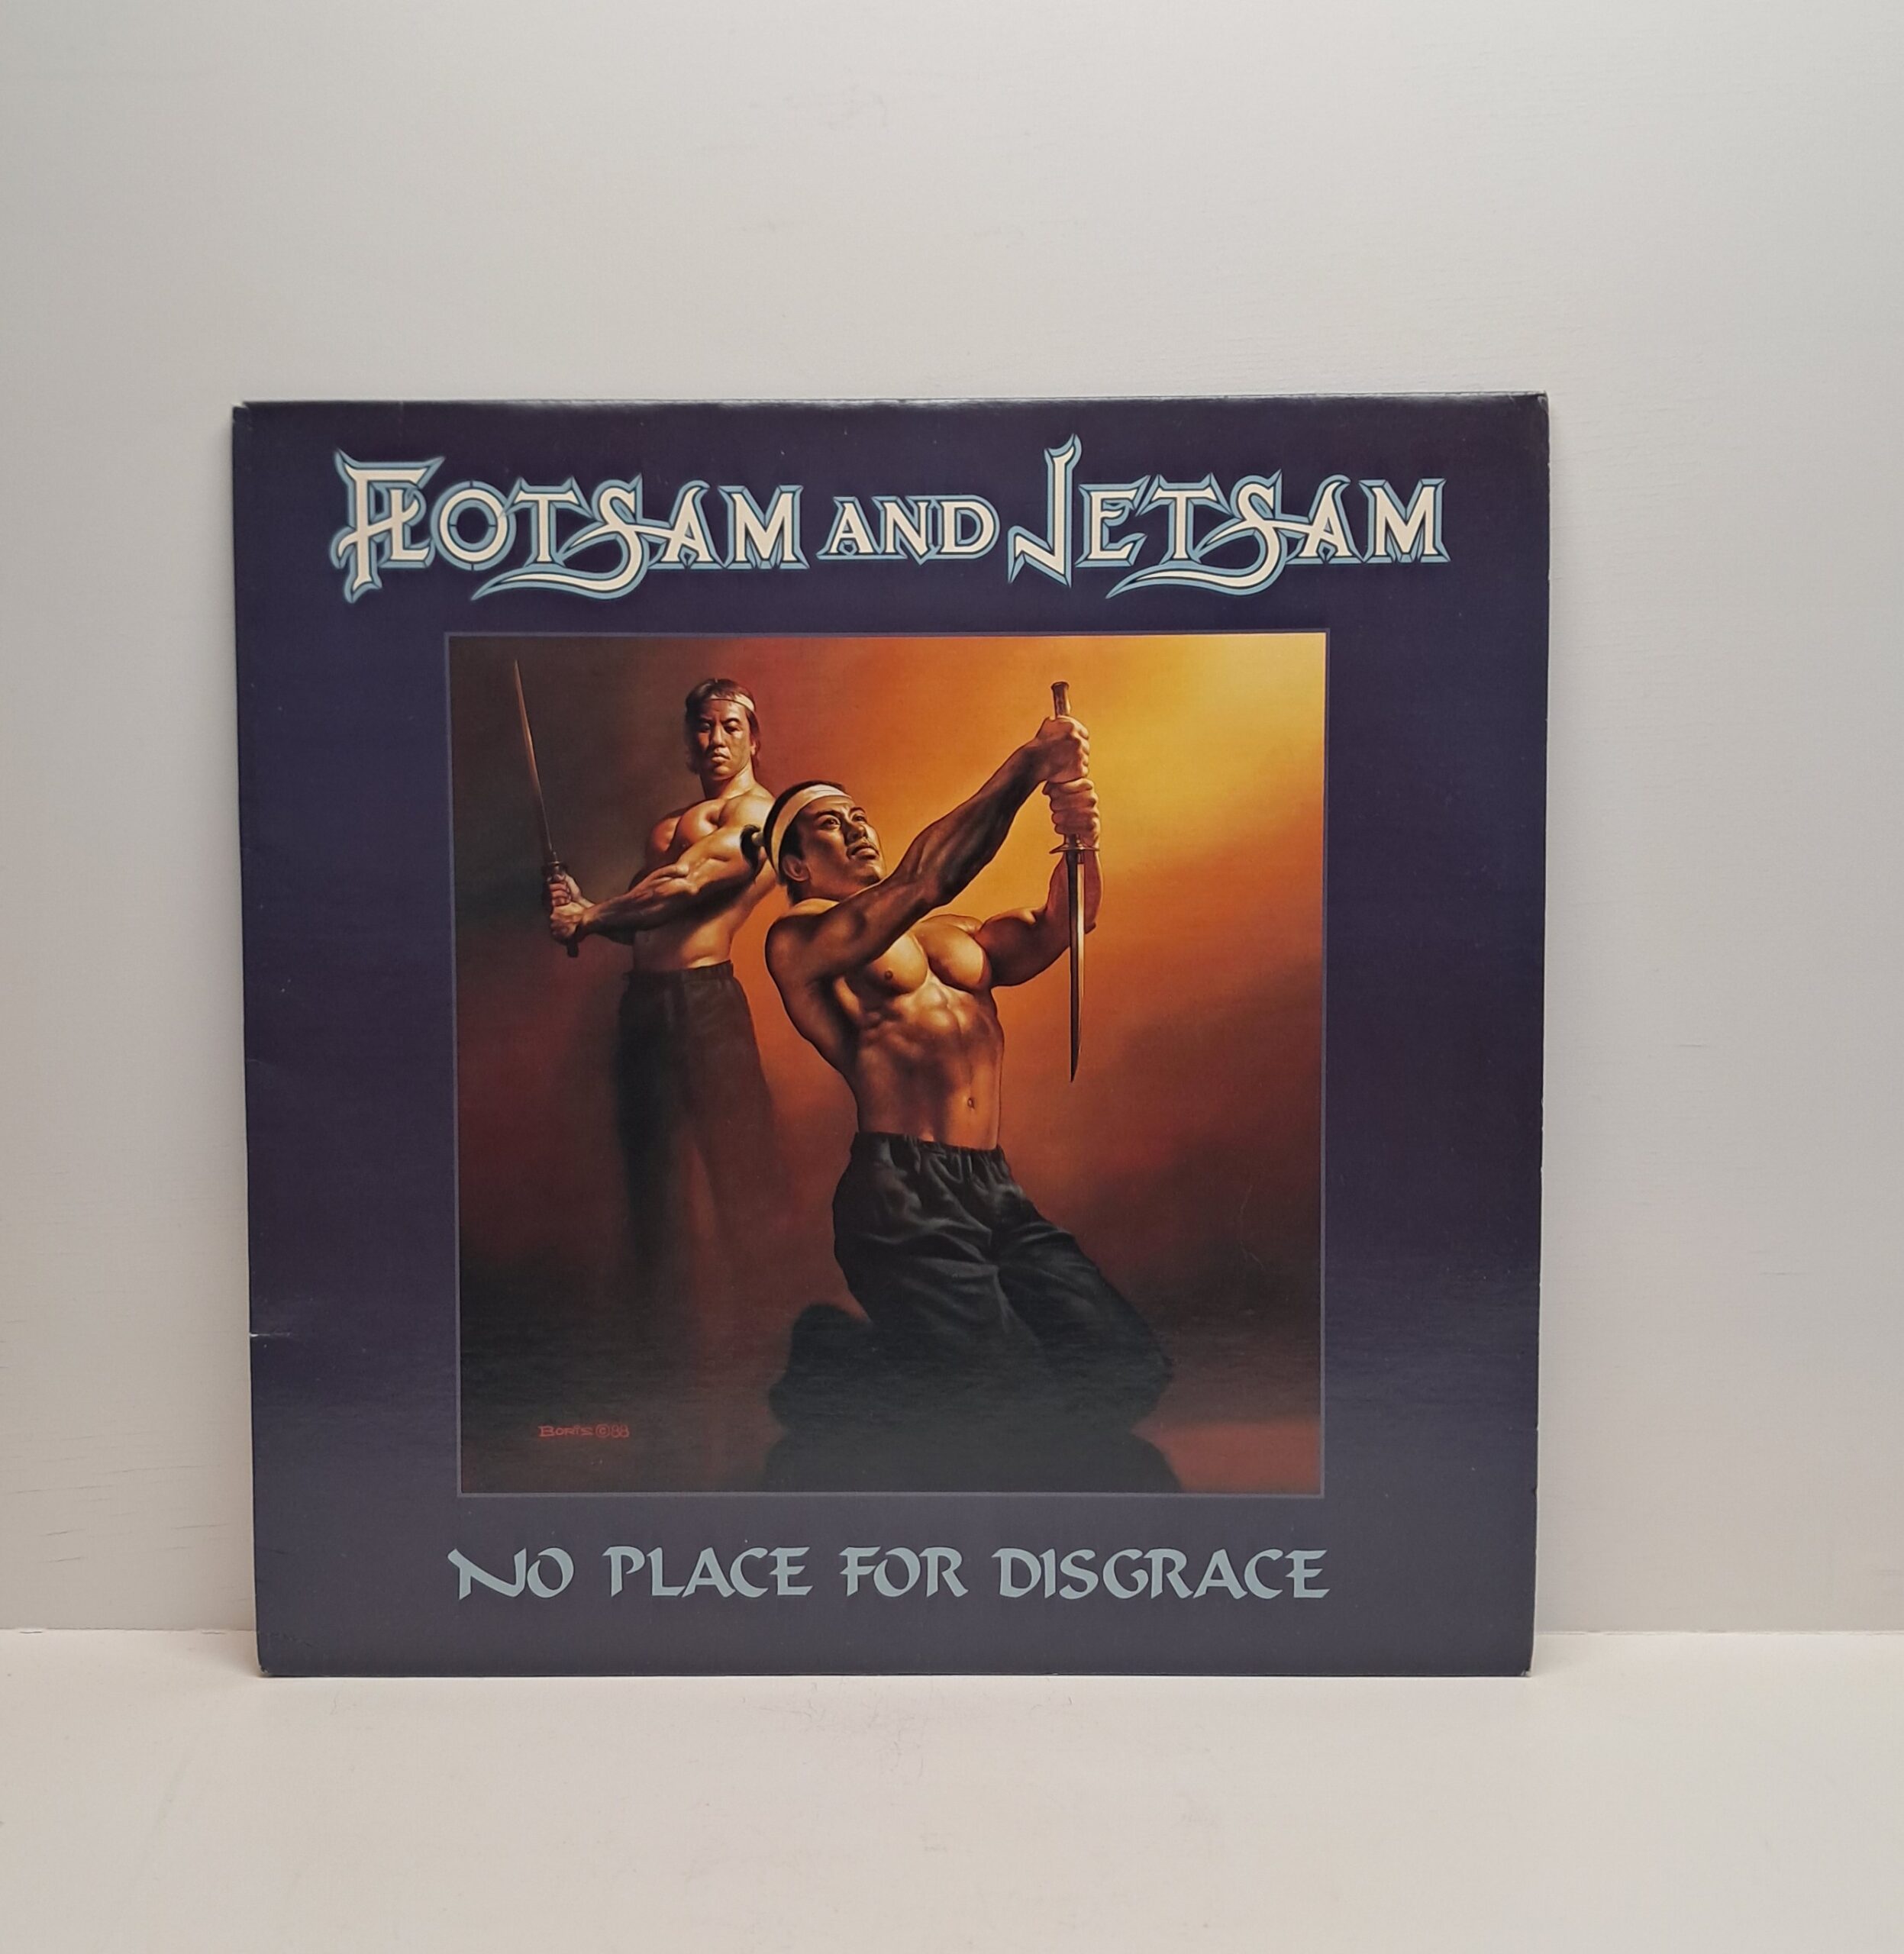 FLOTSAM AND JETSAM
BORIS ©88
NO PLACE FOR DISGRACE